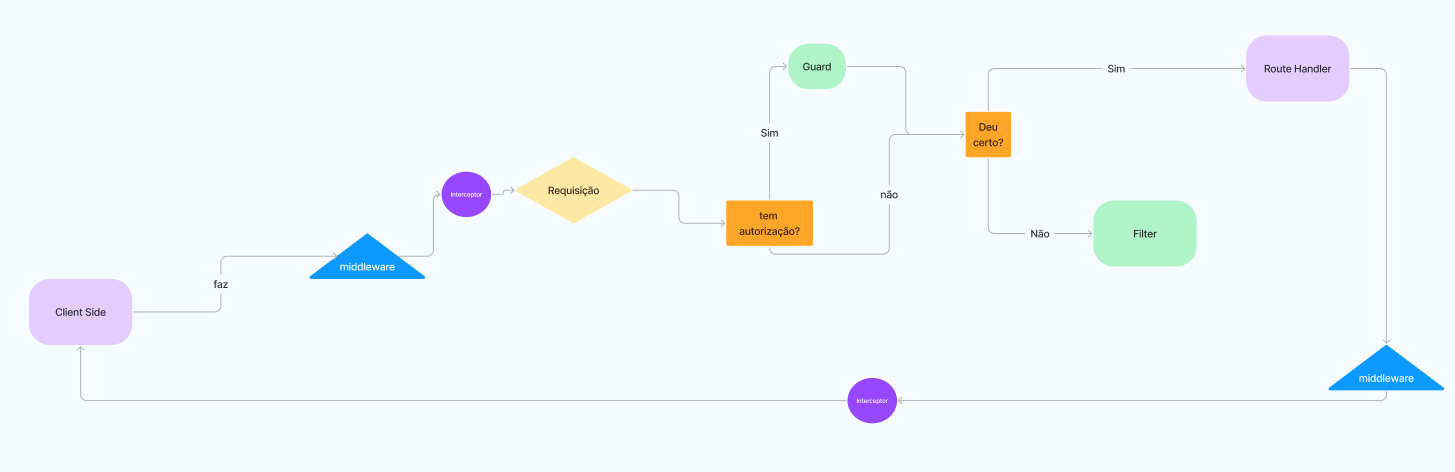 Client Side
faz
middleware
Interceptor
Requisição
tem
autorização?
Sim
Guard
não
Deu
certo?
Sim
Route Handler
Não
Filter
middleware
Interceptor